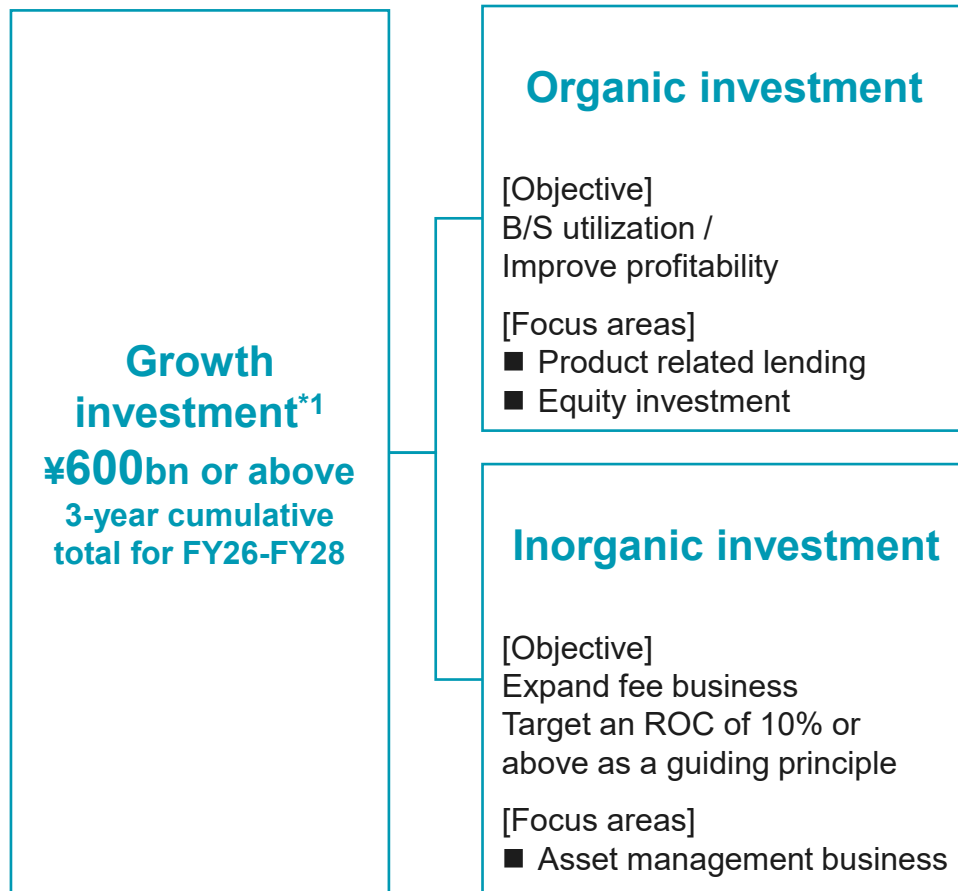 Growth
investment*1
¥600bn or above
3-year cumulative
total for FY26-FY28
Organic investment
[Objective]
B/S utilization /
Improve profitability
[Focus areas]
■ Product related lending
■ Equity investment
Inorganic investment
[Objective]
Expand fee business
Target an ROC of 10% or
above as a guiding principle
[Focus areas]
■ Asset management business